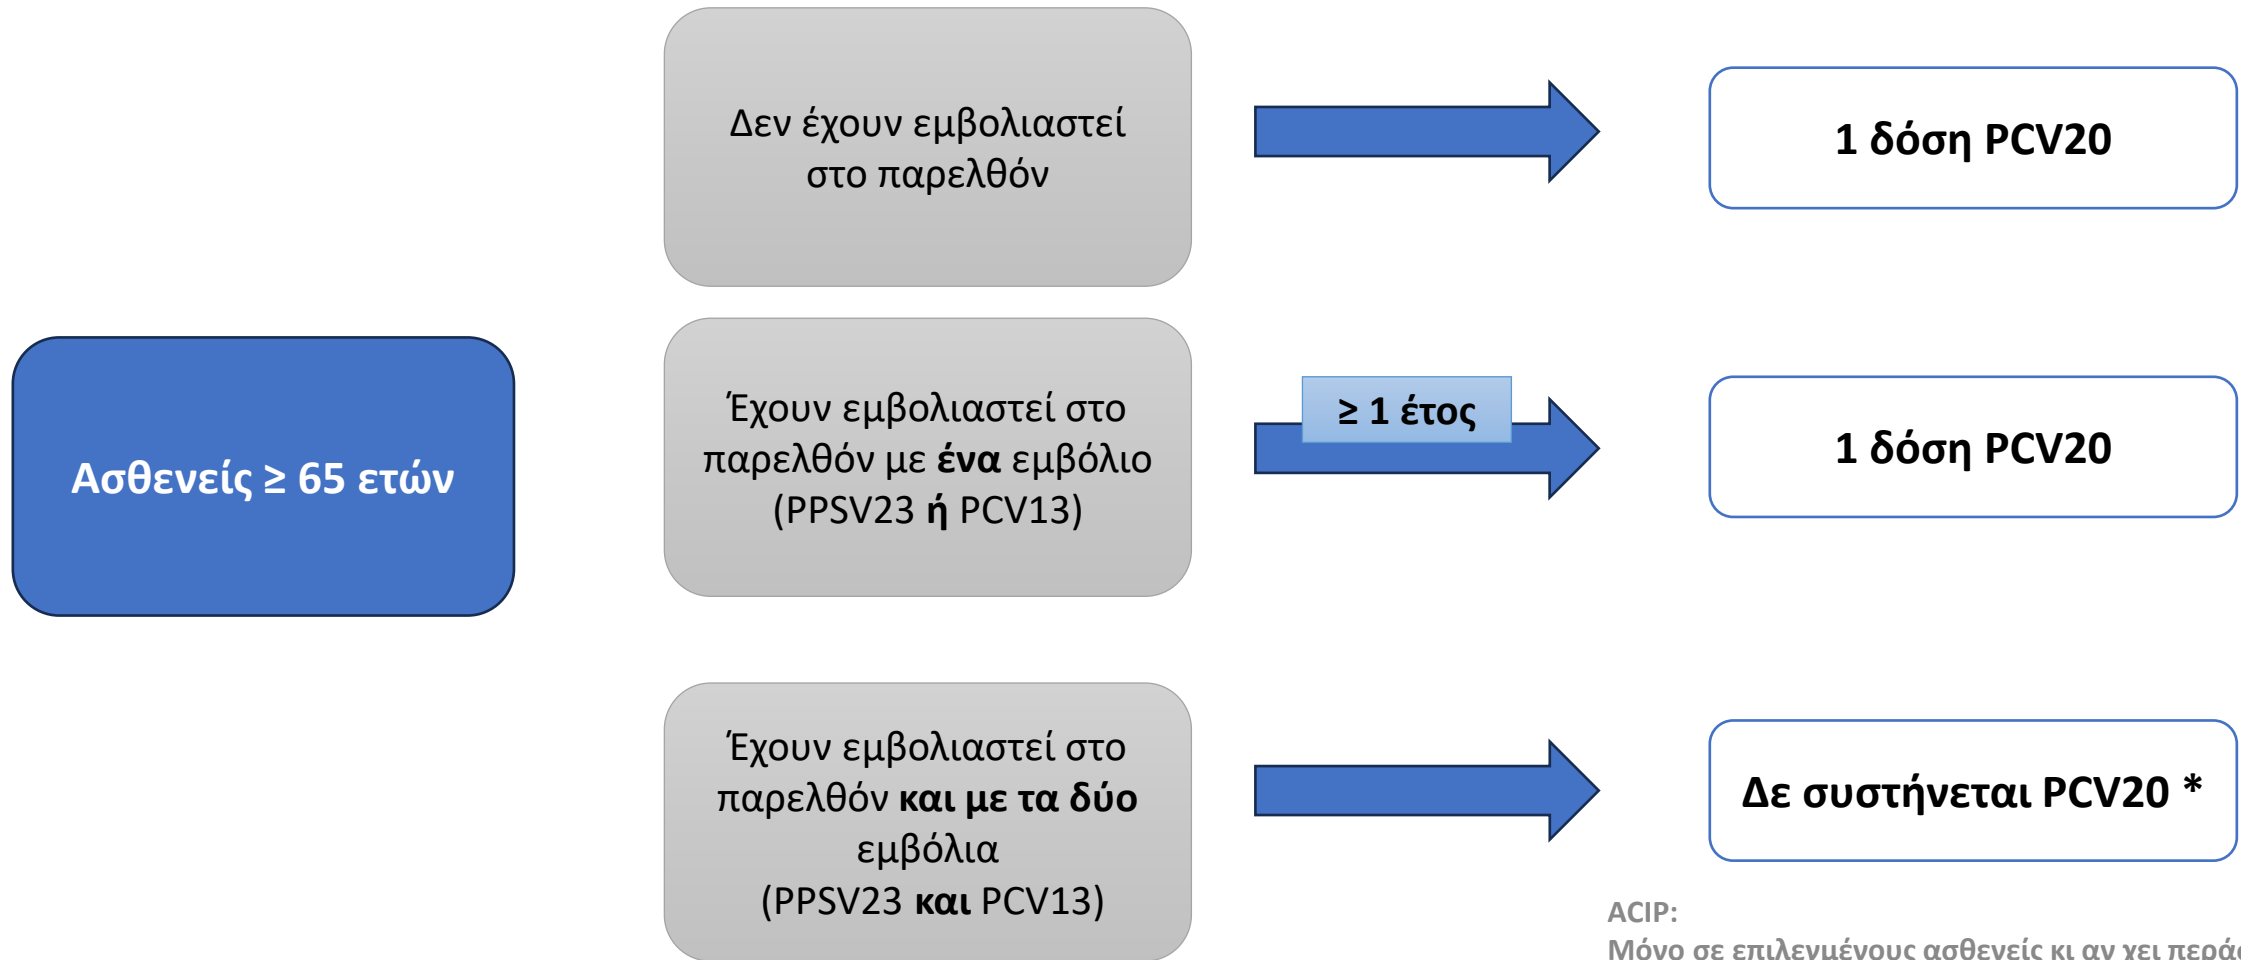 Δεν έχουν εμβολιαστεί
στο παρελθόν
1 δόση PCV20
Ασθενείς ≥ 65 ετών
Έχουν εμβολιαστεί στο
παρελθόν με ένα εμβόλιο
(PPSV23 ή PCV13)
≥ 1 έτος
1 δόση PCV20
Έχουν εμβολιαστεί στο
παρελθόν και με τα δύο
εμβόλια
(PPSV23 και PCV13)
Δε συστήνεται PCV20 *
ACIP:
Μόνο σε επιλεγμένους ασθενείς κι αν χει